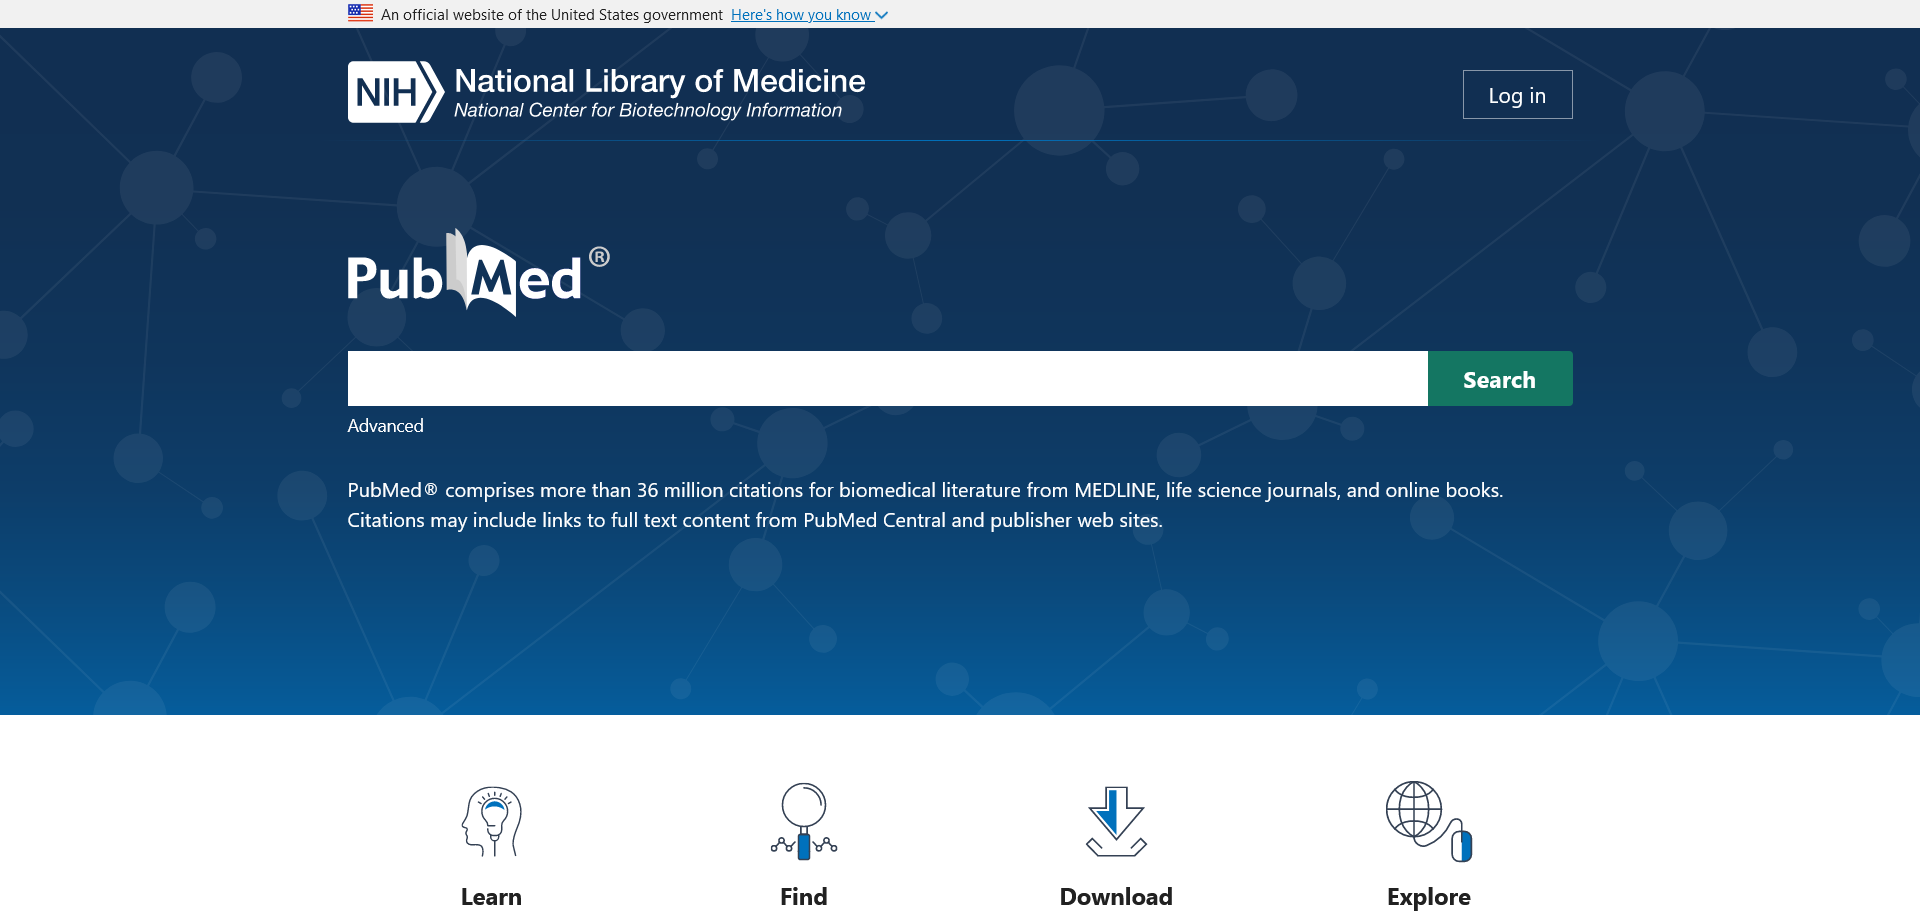 An official website of the United States government Here's how you know
NIH National Library of Medicine
National Center for Biotechnology Information
Log in
PubMed®
Search
Advanced
PubMed® comprises more than 36 million citations for biomedical literature from MEDLINE, life science journals, and online books.
Citations may include links to full text content from PubMed Central and publisher web sites.
Learn
Find
Download
Explore